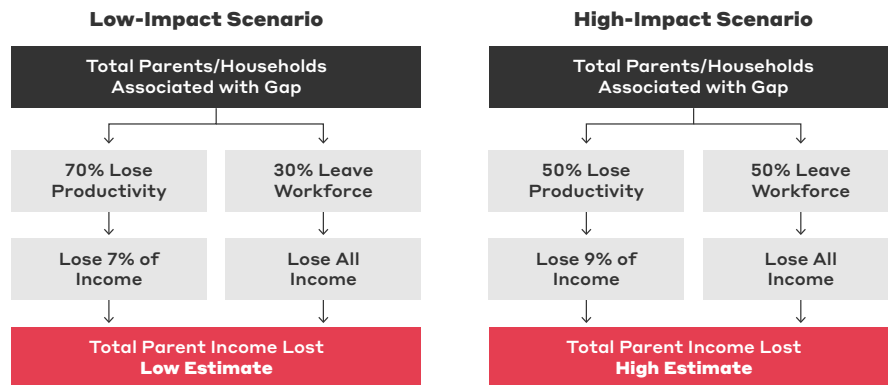 Low-Impact Scenario
Total Parents/Households
Associated with Gap
70% Lose
Productivity
30% Leave
Workforce
Lose 7% of
Income
Lose All
Income
Total Parent Income Lost
Low Estimate
High-Impact Scenario
Total Parents/Households
Associated with Gap
50% Lose
Productivity
50% Leave
Workforce
Lose 9% of
Income
Lose All
Income
Total Parent Income Lost
High Estimate